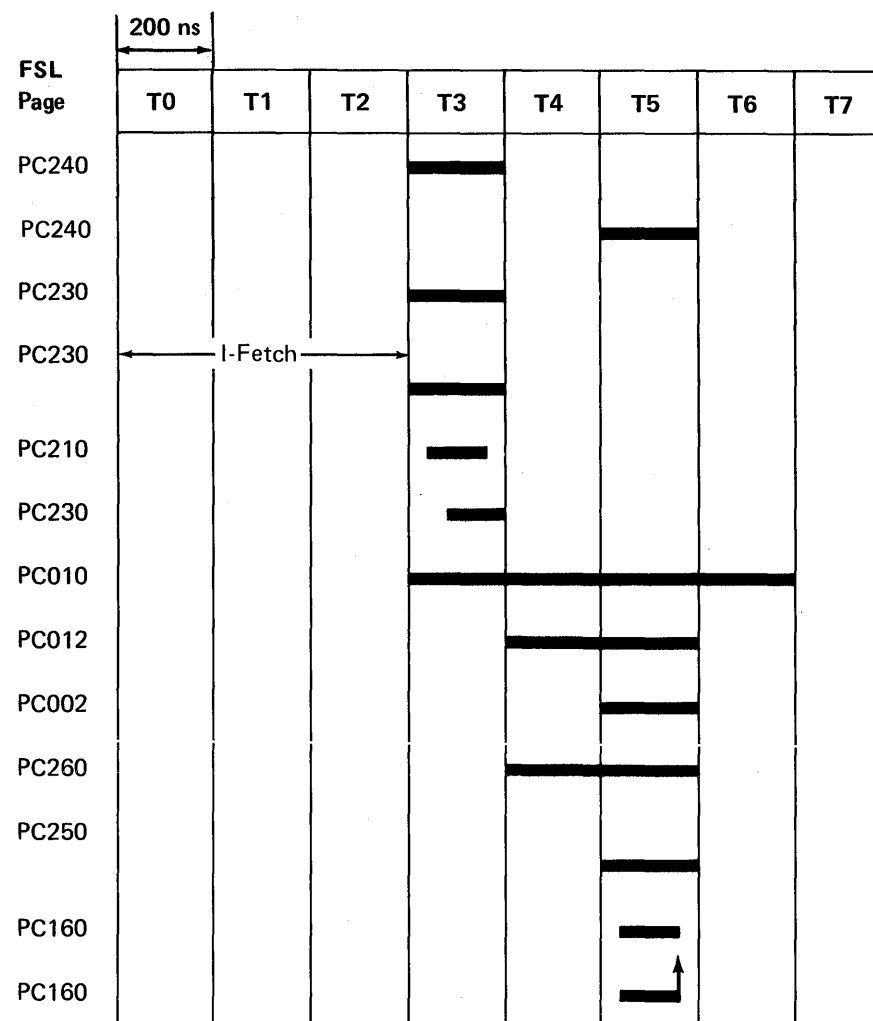 200 ns
FSL
Page T0 T1 T2 T3 T4 T5 T6 T7
PC240
PC240
PC230
PC230 I-Fetch
PC210
PC230
PC010
PC012
PC002
PC260
PC250
PC160
PC160